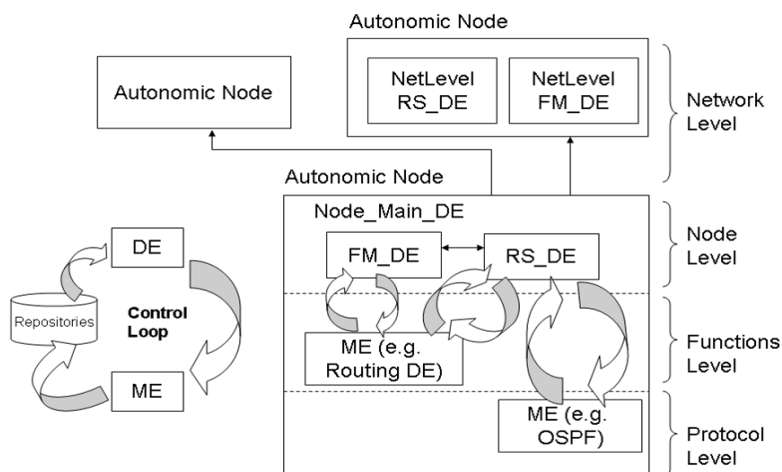 Autonomic Node
Autonomic Node
NetLevel
RS_DE
NetLevel
FM_DE
Network
Level
Autonomic Node
Node_Main_DE
FM_DE
RS_DE
Node
Level
DE
Repositories
Control
Loop
ME
ME (e.g.
Routing DE)
Functions
Level
ME (e.g.
OSPF)
Protocol
Level